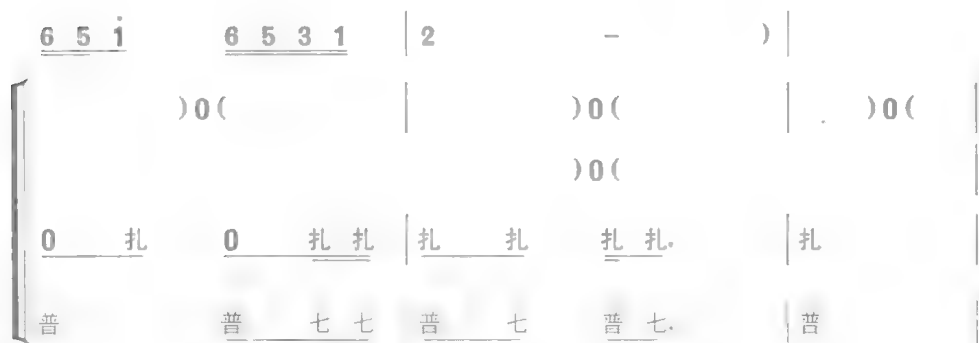 6 5 i 6 5 3 1 | 2 - ) |
)0( | )0( | )0(
)0(
0 扎 0 扎 扎 | 扎 扎 扎 扎. | 扎
普 普 七 七 普 七 普 七. | 普